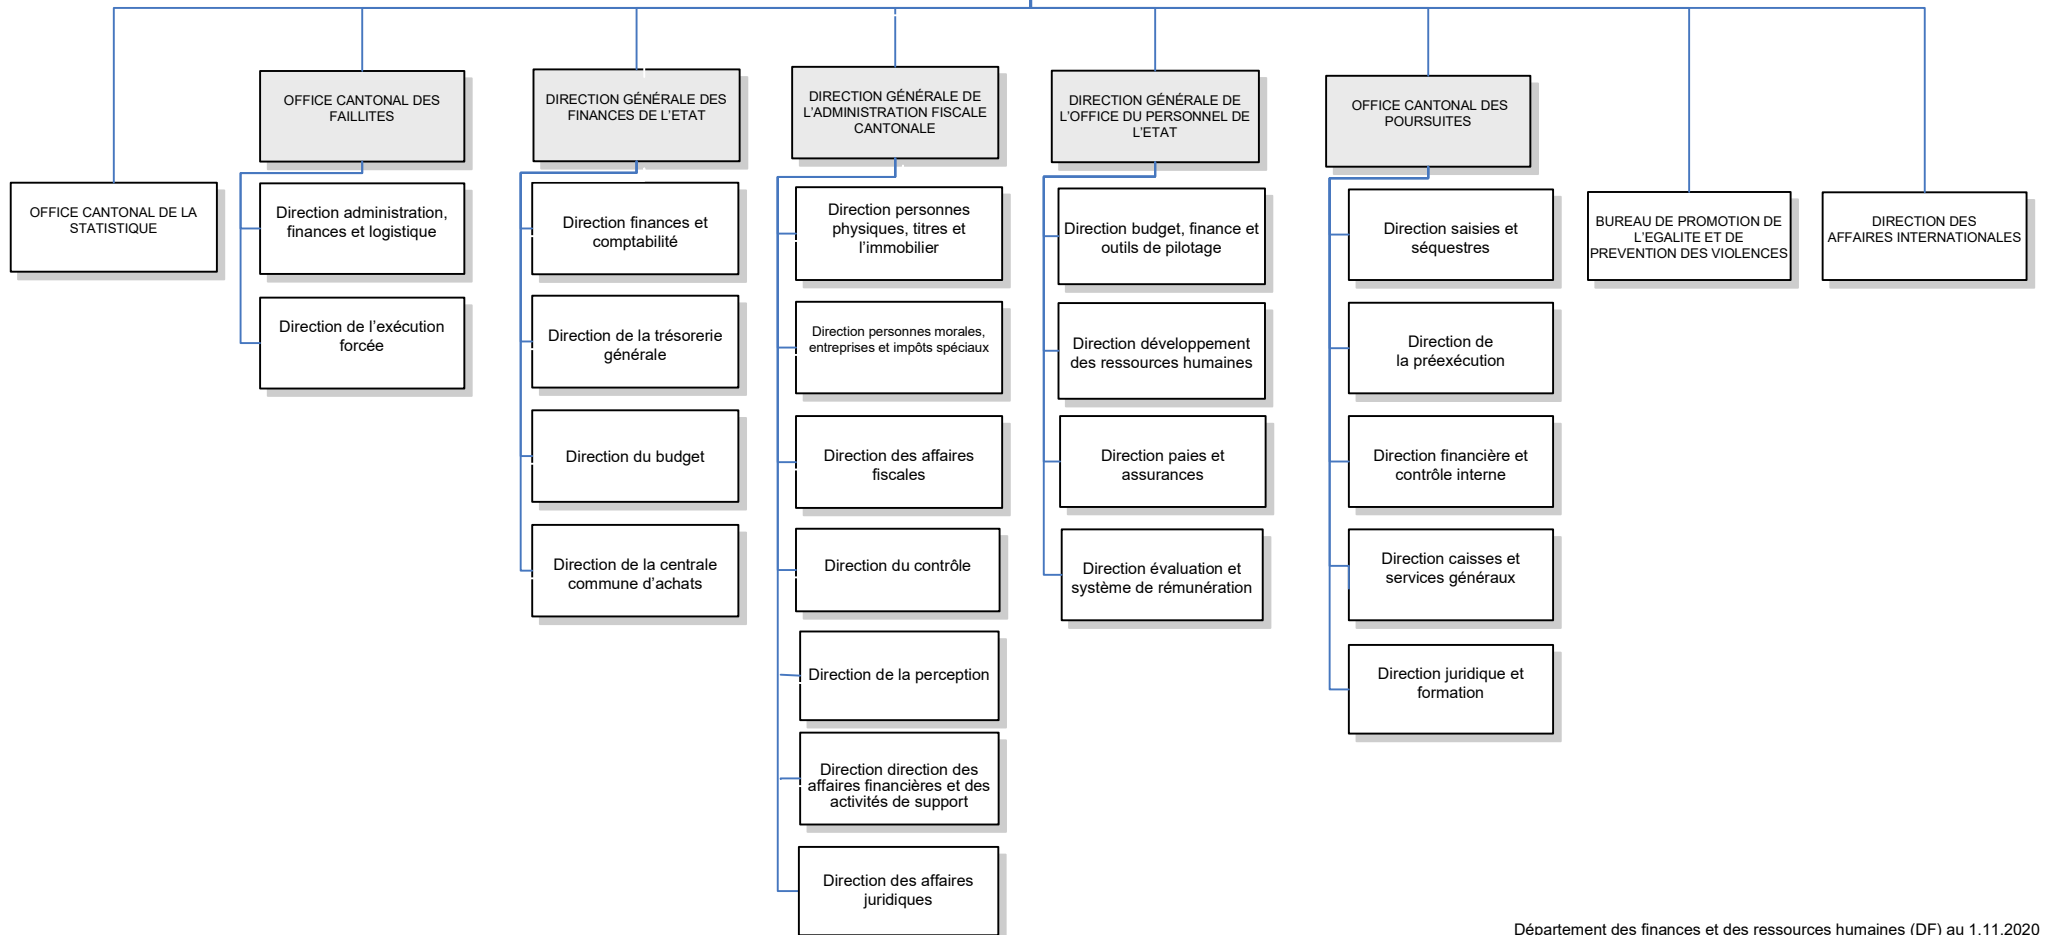 OFFICE CANTONAL DE LA
STATISTIQUE
OFFICE CANTONAL DES
FAILLITES
Direction administration,
finances et logistique
Direction de l’exécution
forcée
DIRECTION GÉNÉRALE DES
FINANCES DE L’ETAT
Direction finances et
comptabilité
Direction de la trésorerie
générale
Direction du budget
Direction de la centrale
commune d’achats
DIRECTION GÉNÉRALE DE
L’ADMINISTRATION FISCALE
CANTONALE
Direction personnes
physiques, titres et
l’immobilier
Direction personnes morales,
entreprises et impôts spéciaux
Direction des affaires
fiscales
Direction du contrôle
Direction de la perception
Direction direction des
affaires financières et des
activités de support
Direction des affaires
juridiques
DIRECTION GÉNÉRALE DE
L’OFFICE DU PERSONNEL DE
L’ETAT
Direction budget, finance et
outils de pilotage
Direction développement
des ressources humaines
Direction paies et
assurances
Direction évaluation et
système de rémunération
OFFICE CANTONAL DES
POURSUITES
Direction saisies et
séquestres
Direction de
la préexécution
Direction financière et
contrôle interne
Direction caisses et
services généraux
Direction juridique et
formation
BUREAU DE PROMOTION DE
L’EGALITE ET DE
PREVENTION DES VIOLENCES
DIRECTION DES
AFFAIRES INTERNATIONALES
Département des finances et des ressources humaines (DF) au 1.11.2020